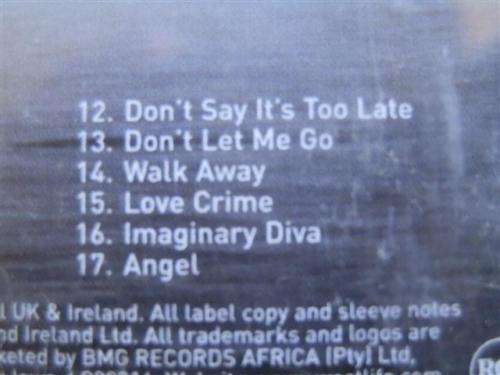 12. Don't Say It's Too Late
13. Don't Let Me Go
14. Walk Away
15. Love Crime
16. Imaginary Diva
17. Angel
UK & Ireland. All label copy and sleeve notes
Ireland Ltd. All trademarks and logos are
BMG RECORDS AFRICA (Pty) Ltd,